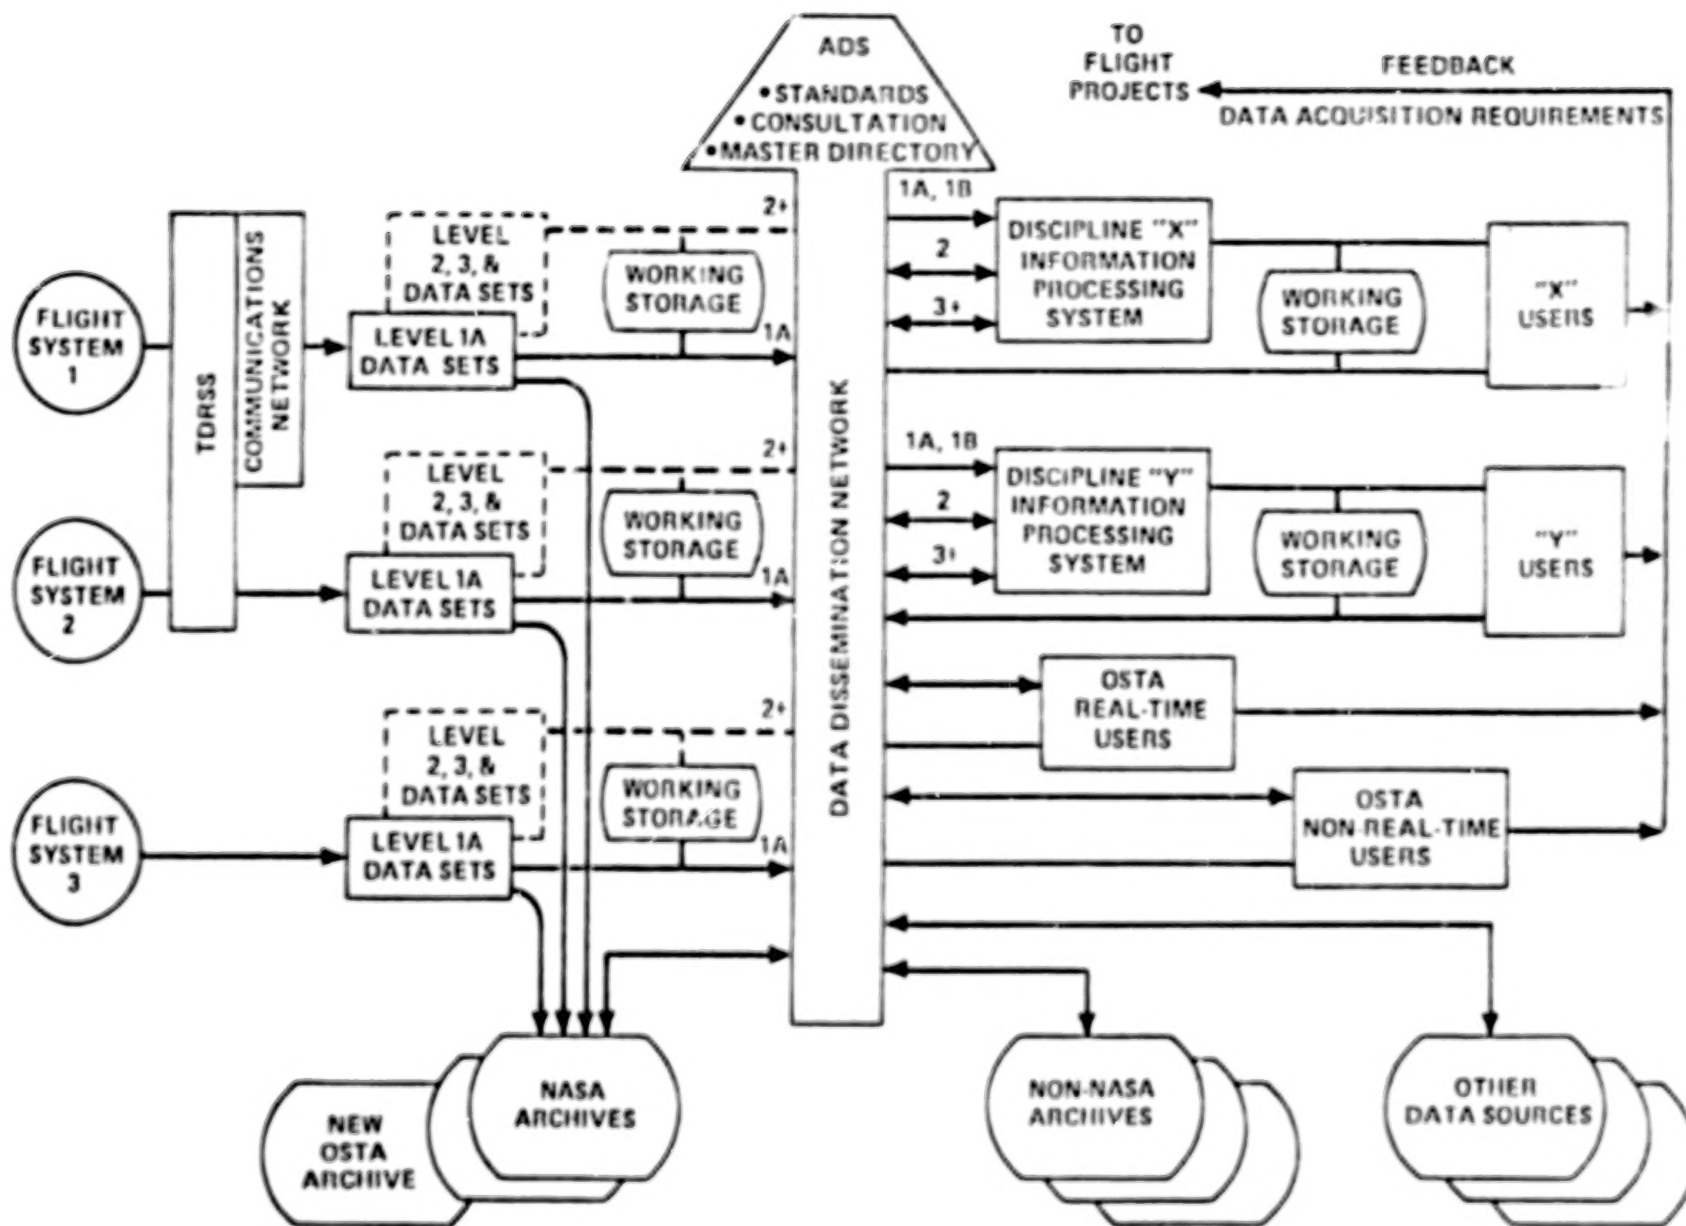 ADS
• STANDARDS
• CONSULTATION
• MASTER DIRECTORY
TO
FLIGHT
PROJECTS
FEEDBACK
DATA ACQUISITION REQUIREMENTS
FLIGHT
SYSTEM
1
TDRSS
COMMUNICATIONS
NETWORK
LEVEL
2, 3, &
DATA SETS
LEVEL 1A
DATA SETS
2+
WORKING
STORAGE
1A
DATA DISSEMINATION NETWORK
1A, 1B
2
3+
DISCIPLINE "X"
INFORMATION
PROCESSING
SYSTEM
WORKING
STORAGE
"X"
USERS
FLIGHT
SYSTEM
2
LEVEL
2, 3, &
DATA SETS
LEVEL 1A
DATA SETS
2+
WORKING
STORAGE
1A
1A, 1B
2
3+
DISCIPLINE "Y"
INFORMATION
PROCESSING
SYSTEM
WORKING
STORAGE
"Y"
USERS
OSTA
REAL-TIME
USERS
FLIGHT
SYSTEM
3
LEVEL
2, 3, &
DATA SETS
LEVEL 1A
DATA SETS
2+
WORKING
STORAGE
1A
OSTA
NON-REAL-TIME
USERS
NEW
OSTA
ARCHIVE
NASA
ARCHIVES
NON-NASA
ARCHIVES
OTHER
DATA SOURCES